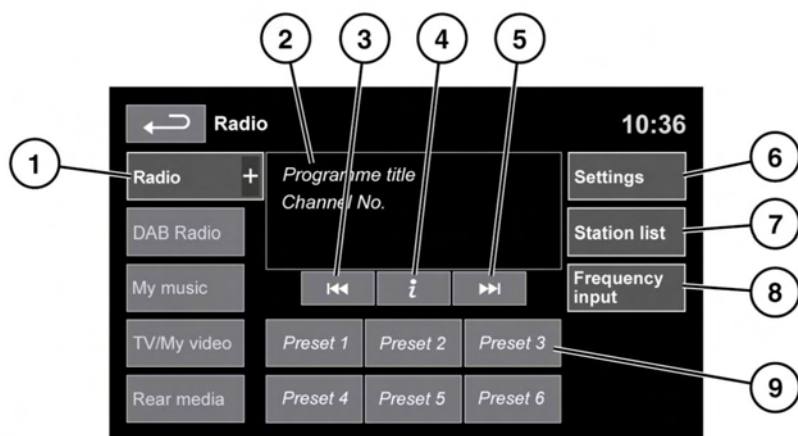 2
3
4
5
Radio
10:36
1
Radio +
Programme title
Channel No.
Settings
6
DAB Radio
Station list
7
My music
i
Frequency
input
8
TV/My video
Preset 1
Preset 2
Preset 3
9
Rear media
Preset 4
Preset 5
Preset 6